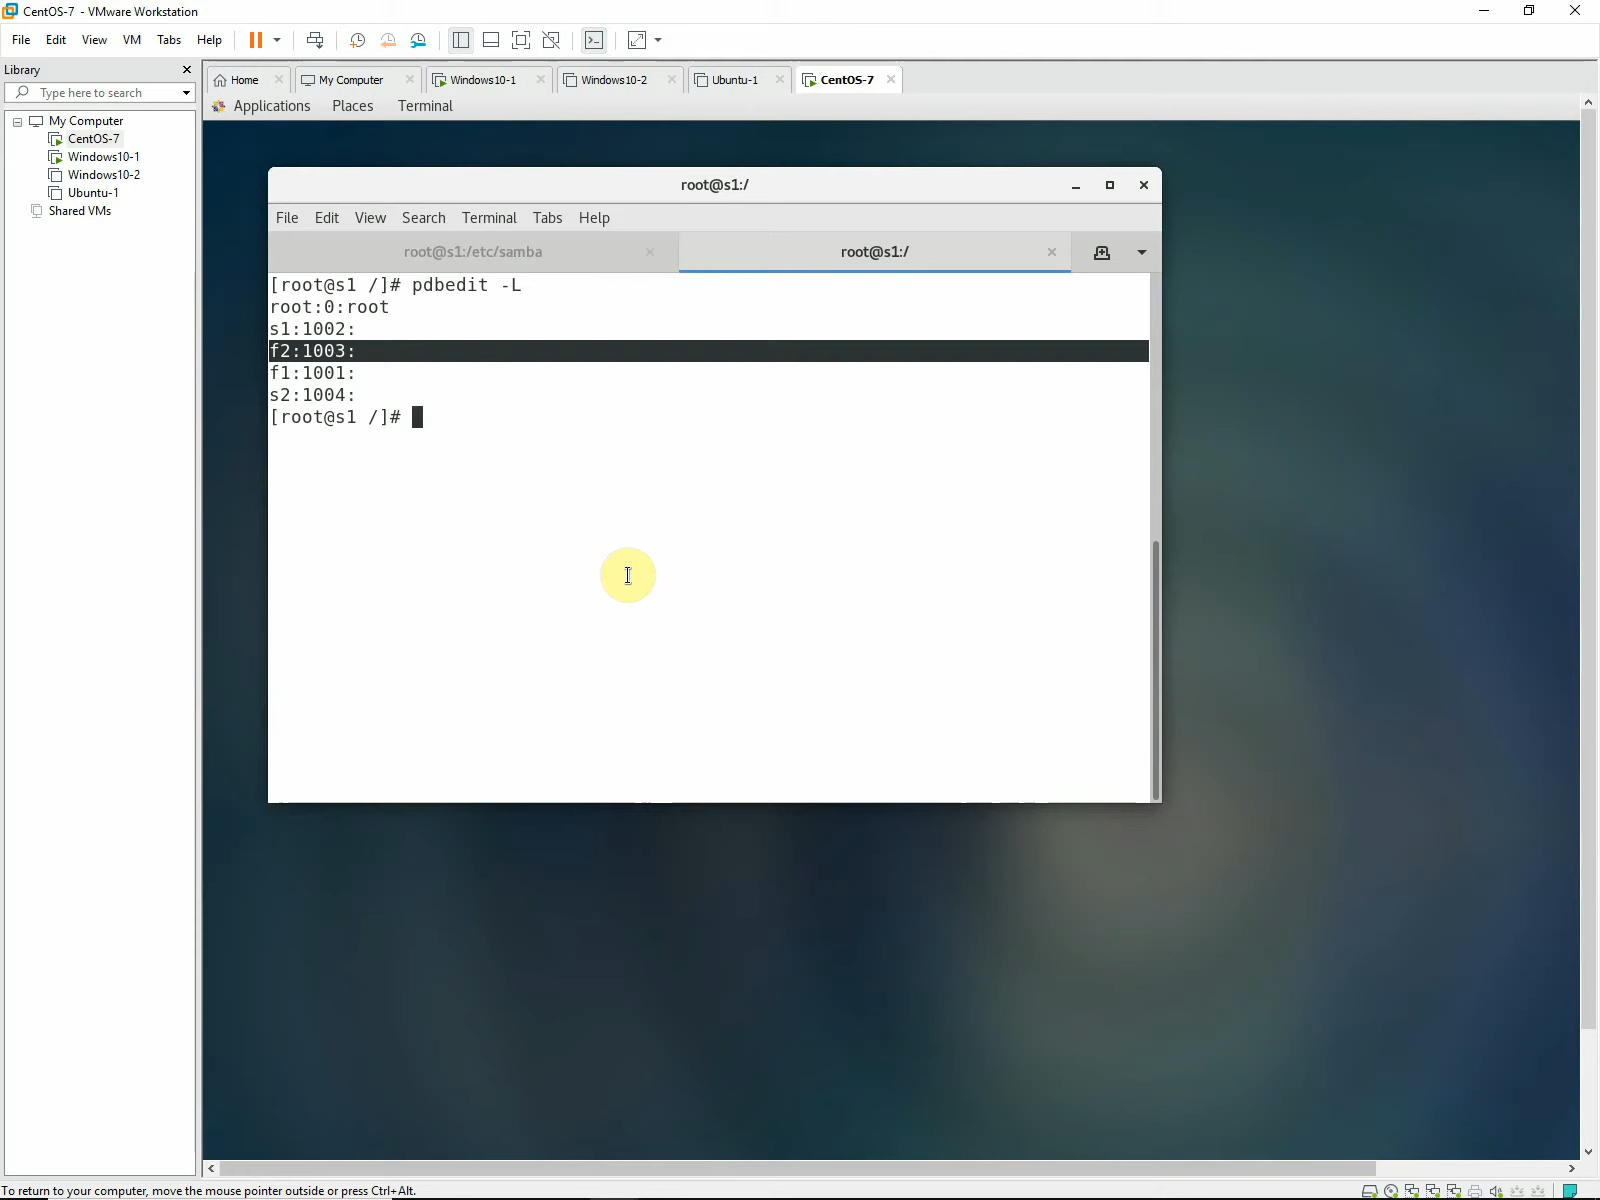 CentOS-7 - VMware Workstation
File Edit View VM Tabs Help
Library
Type here to search
My Computer
CentOS-7
Windows10-1
Windows10-2
Ubuntu-1
Shared VMs
Home My Computer Windows10-1 Windows10-2 Ubuntu-1 CentOS-7
Applications Places Terminal
root@s1:/
File Edit View Search Terminal Tabs Help
root@s1:/etc/samba root@s1:/
[root@s1 /]# pdbedit -L
root:0:root
s1:1002:
f2:1003:
f1:1001:
s2:1004:
[root@s1 /]#
To return to your computer, move the mouse pointer outside or press Ctrl+Alt.